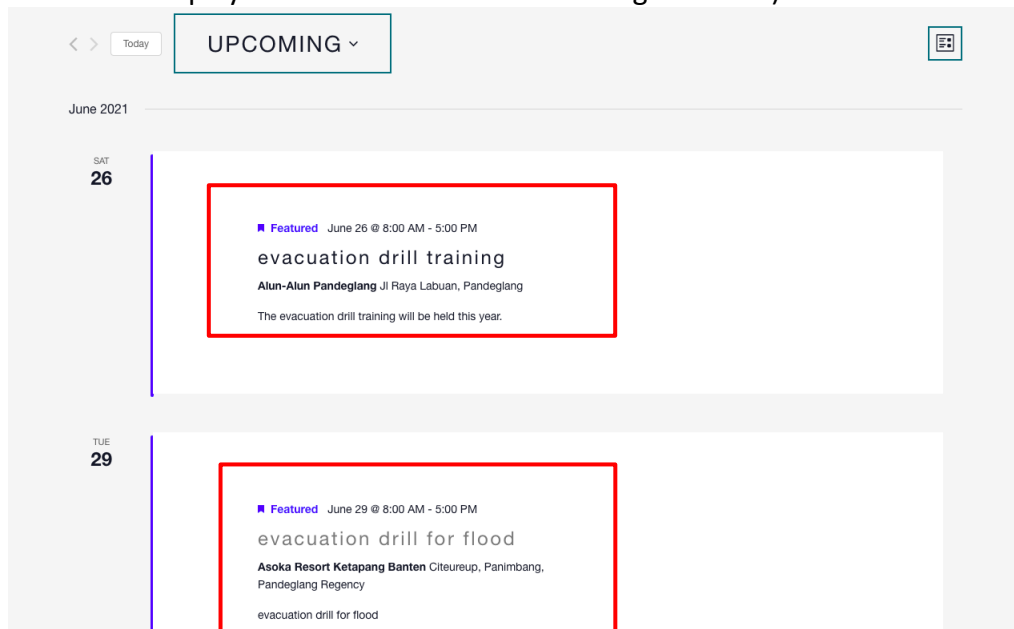 Today
UPCOMING
June 2021
SAT
26
Featured June 26 @ 8:00 AM - 5:00 PM
evacuation drill training
Alun-Alun Pandeglang Jl Raya Labuan, Pandeglang
The evacuation drill training will be held this year.
TUE
29
Featured June 29 @ 8:00 AM - 5:00 PM
evacuation drill for flood
Asoka Resort Ketapang Banten Citeureup, Panimbang,
Pandeglang Regency
evacuation drill for flood